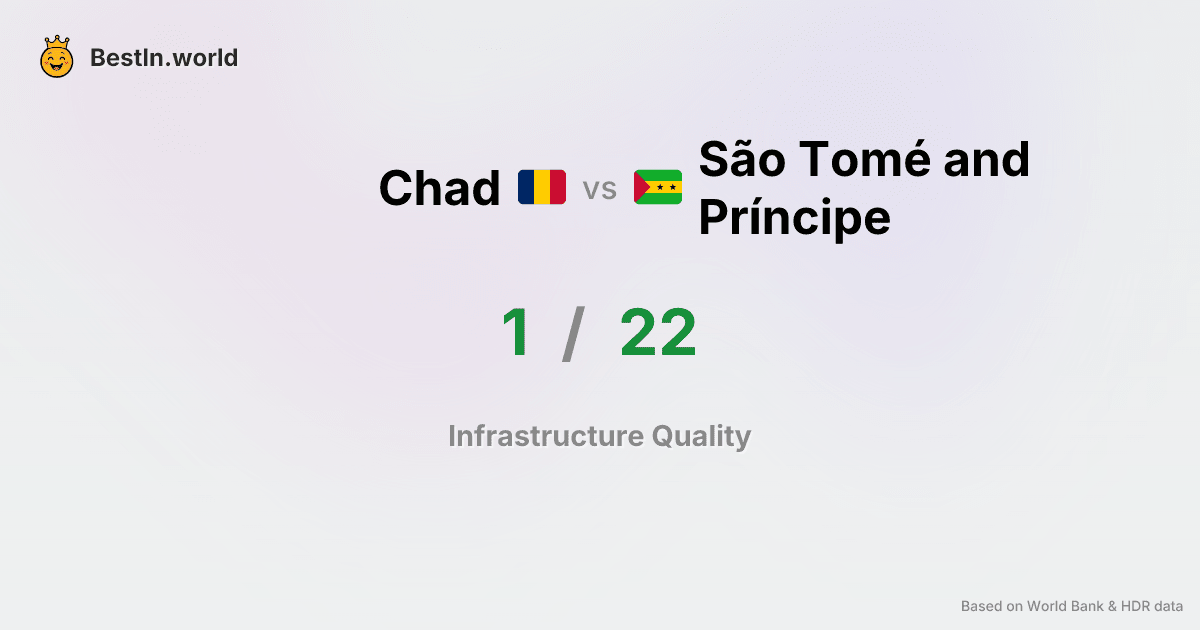 BestIn.world
Chad vs São Tomé and
Príncipe
1 / 22
Infrastructure Quality
Based on World Bank & HDR data